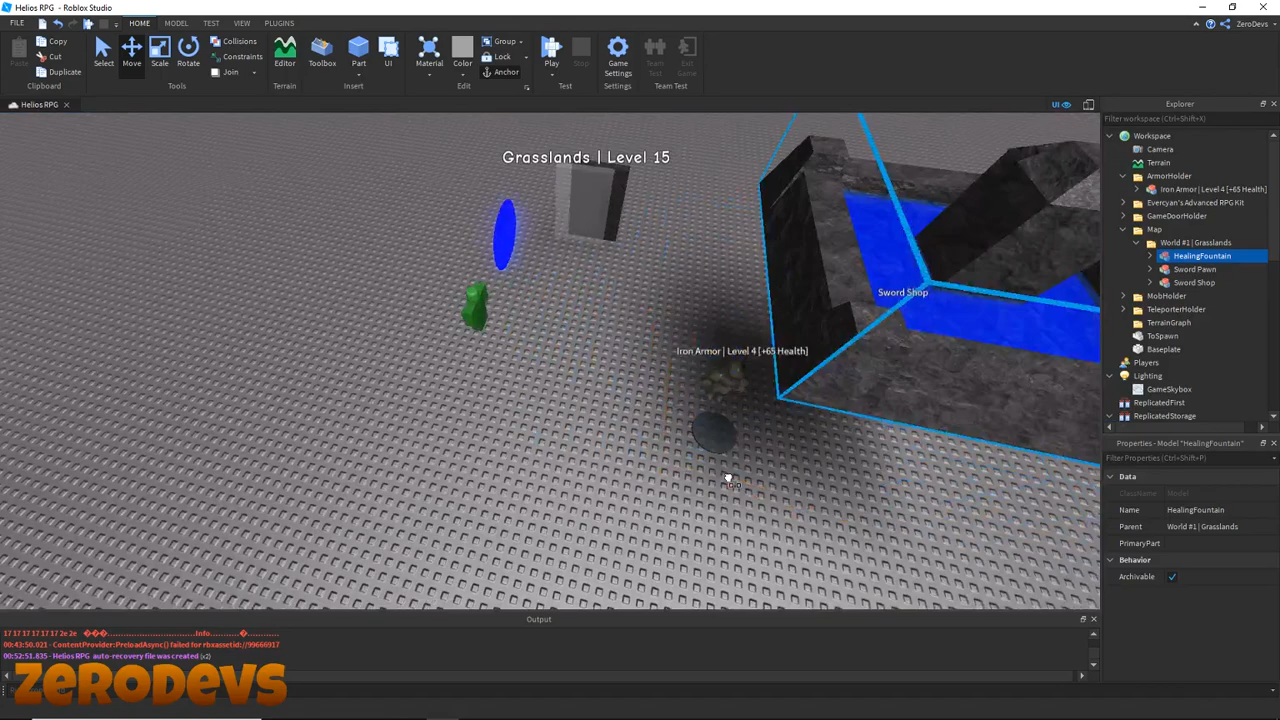 Helios RPG - Roblox Studio
FILE HOME MODEL TEST VIEW PLUGINS ZeroDevs
Paste Copy Cut Duplicate Clipboard
Select Move Scale Rotate Collisions Constraints Join Tools
Editor Terrain
Toolbox Part UI Insert
Material Color Group Lock Anchor Edit
Play Stop Test
Game Settings Settings
Team Test Exit Game Team Test
Helios RPG UI
Grasslands | Level 15
Sword Shop
Iron Armor | Level 4 [+65 Health]
Explorer
Filter workspace (Ctrl+Shift+X)
Workspace
Camera
Terrain
ArmorHolder
Iron Armor | Level 4 [+65 Health]
Evercyan's Advanced RPG Kit
GameDoorHolder
Map
World #1 | Grasslands
HealingFountain
Sword Pawn
Sword Shop
MobHolder
TeleporterHolder
TerrainGraph
ToSpawn
Baseplate
Players
Lighting
GameSkybox
ReplicatedFirst
ReplicatedStorage
Properties - Model "HealingFountain"
Filter Properties (Ctrl+Shift+P)
Data
ClassName Model
Name HealingFountain
Parent World #1 | Grasslands
PrimaryPart
Behavior
Archivable
Output
00:43:50.021 - ContentProvider:PreloadAsync() failed for rbxassetid://99666917
00:52:51.835 - Helios RPG auto-recovery file was created (x2)
ZERODEVS